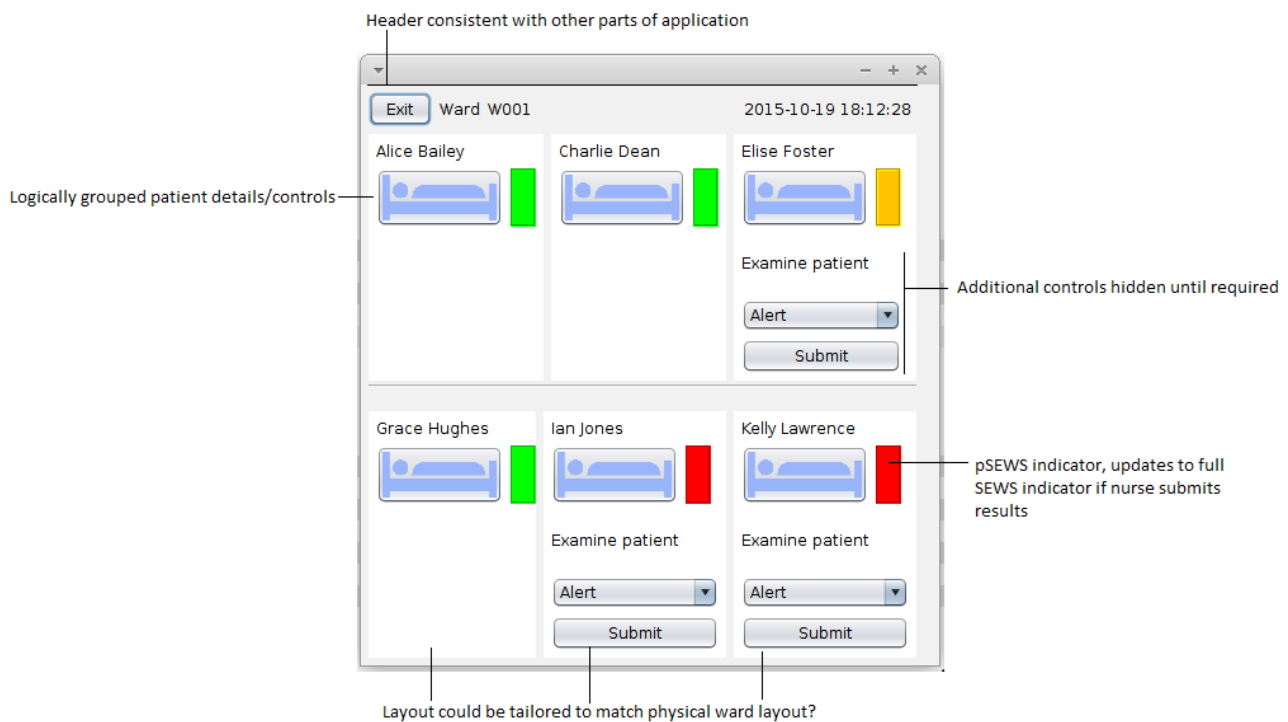 Header consistent with other parts of application
Exit Ward W001 2015-10-19 18:12:28
Alice Bailey Charlie Dean Elise Foster
Logically grouped patient details/controls
Examine patient
Additional controls hidden until required
Alert
Submit
Grace Hughes Ian Jones Kelly Lawrence
pSEWS indicator, updates to full
SEWS indicator if nurse submits
results
Examine patient Examine patient
Alert Alert
Submit Submit
Layout could be tailored to match physical ward layout?